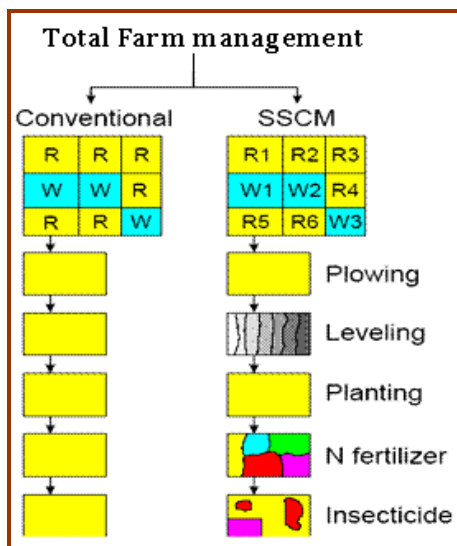 Total Farm management
Conventional SSCM
R R R R1 R2 R3
W W R W1 W2 R4
R R W R5 R6 W3
Plowing
Leveling
Planting
N fertilizer
Insecticide